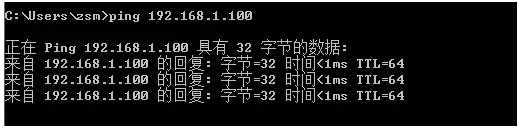 C:\Users\zsm>ping 192.168.1.100
正在 Ping 192.168.1.100 具有 32 字节的数据:
来自 192.168.1.100 的回复: 字节=32 时间<1ms TTL=64
来自 192.168.1.100 的回复: 字节=32 时间<1ms TTL=64
来自 192.168.1.100 的回复: 字节=32 时间<1ms TTL=64